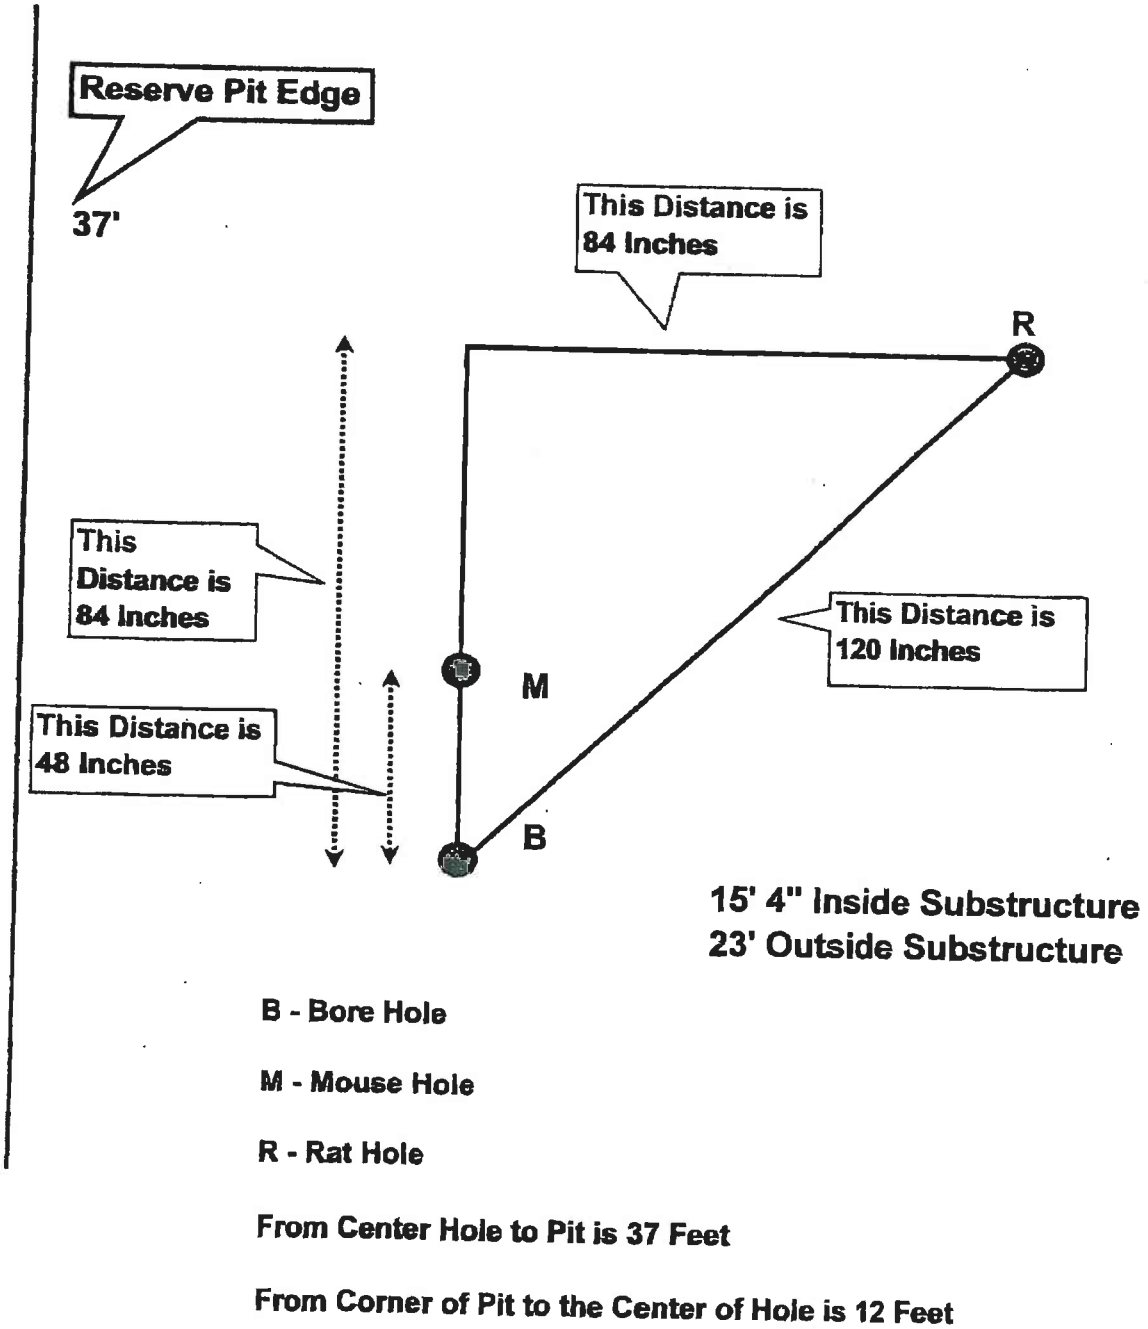 Reserve Pit Edge
37'
This Distance is
84 Inches
R
This
Distance is
84 Inches
This Distance is
120 Inches
M
This Distance is
48 Inches
B
15' 4" Inside Substructure
23' Outside Substructure
B - Bore Hole
M - Mouse Hole
R - Rat Hole
From Center Hole to Pit is 37 Feet
From Corner of Pit to the Center of Hole is 12 Feet